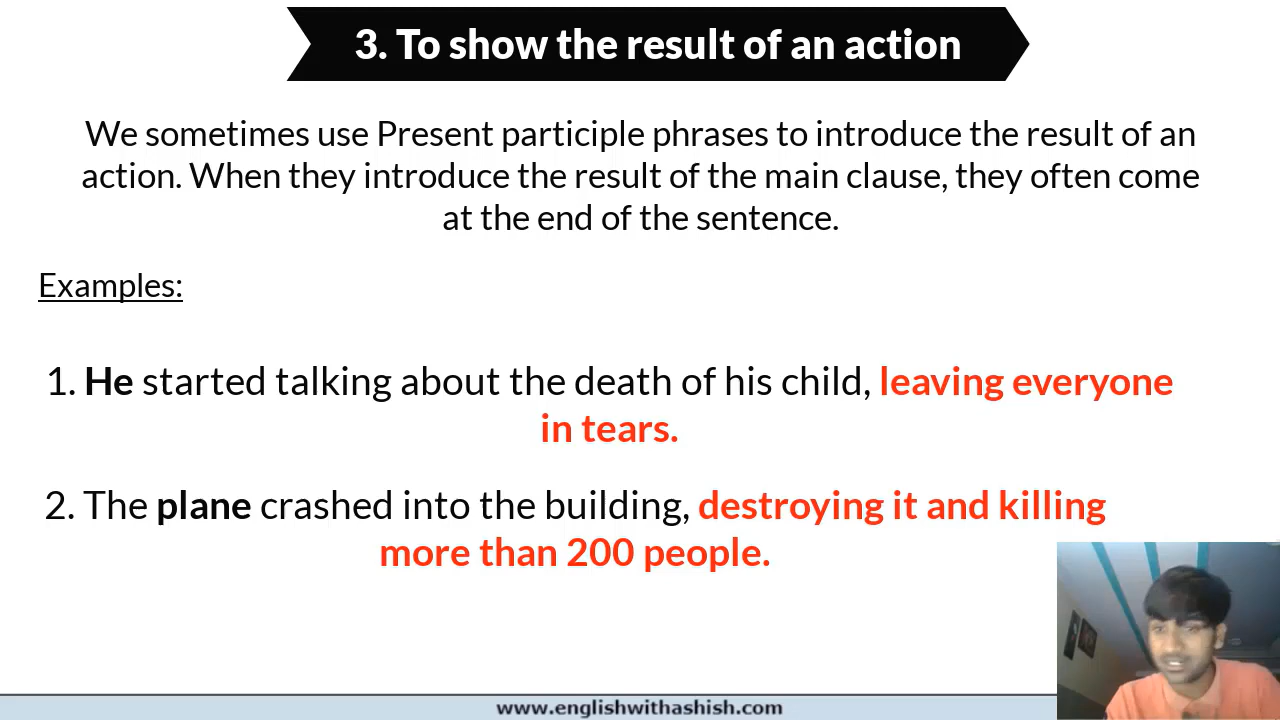 3. To show the result of an action
We sometimes use Present participle phrases to introduce the result of an
action. When they introduce the result of the main clause, they often come
at the end of the sentence.
Examples:
1. He started talking about the death of his child, leaving everyone
in tears.
2. The plane crashed into the building, destroying it and killing
more than 200 people.
www.englishwithashish.com